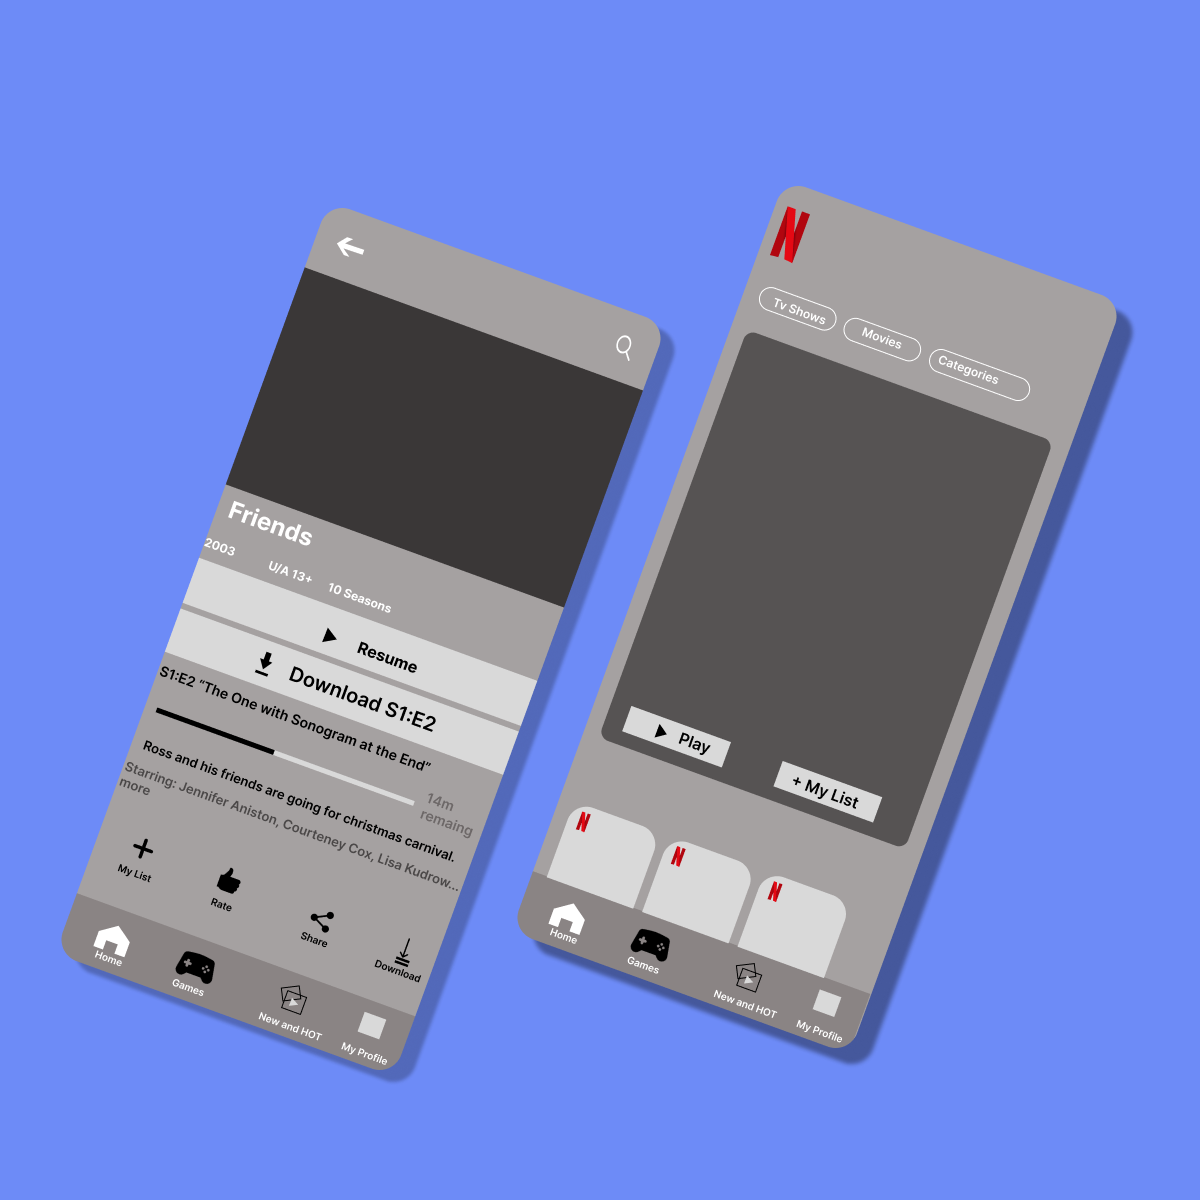 Friends
2003 U/A 13+ 10 Seasons
Resume
Download S1:E2
S1:E2 “The One with Sonogram at the End”
14m
remaing
Ross and his friends are going for christmas carnival.
Starring: Jennifer Aniston, Courteney Cox, Lisa Kudrow...
more
My List
Rate
Share
Download
Home
Games
New and HOT
My Profile
N
Tv Shows
Movies
Categories
Play
+ My List
N
N
N
Home
Games
New and HOT
My Profile